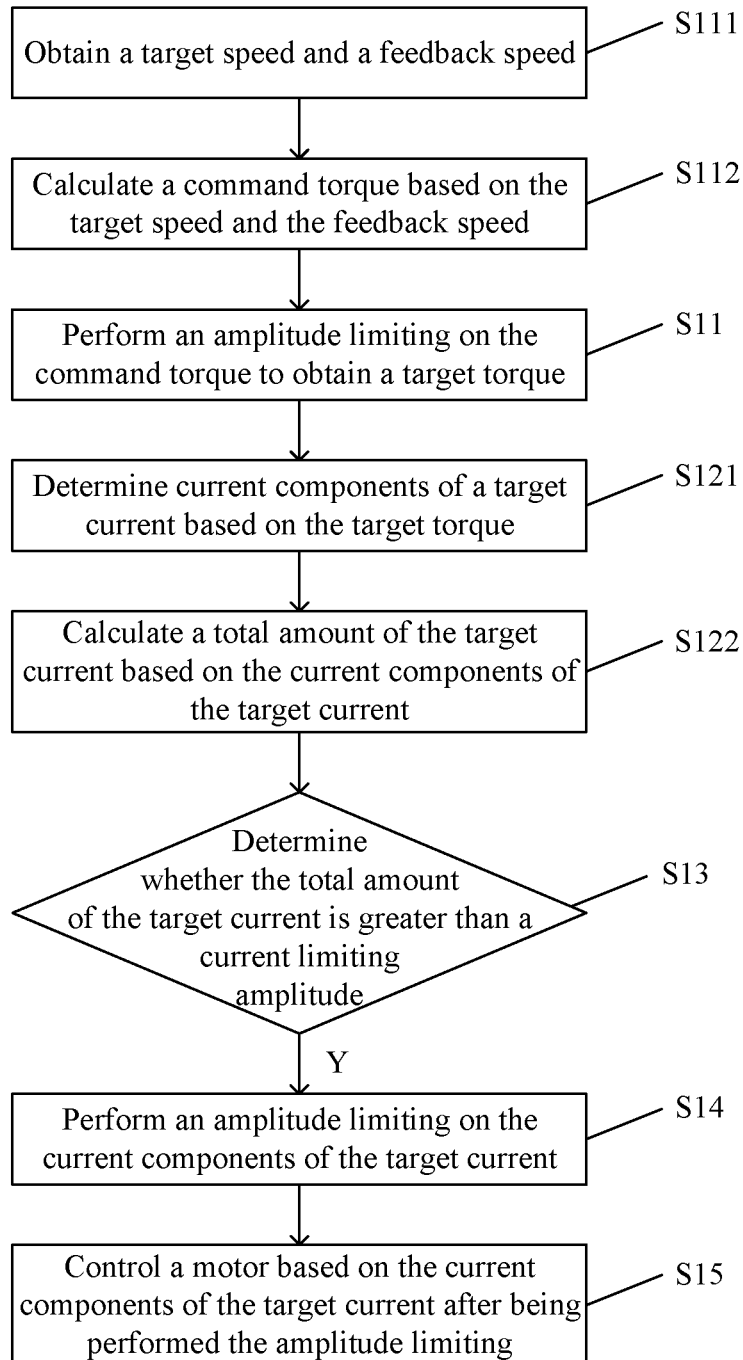 Obtain a target speed and a feedback speed
S111
Calculate a command torque based on the
target speed and the feedback speed
S112
Perform an amplitude limiting on the
command torque to obtain a target torque
S11
Determine current components of a target
current based on the target torque
S121
Calculate a total amount of the target
current based on the current components of
the target current
S122
Determine
whether the total amount
of the target current is greater than a
current limiting
amplitude
S13
Y
Perform an amplitude limiting on the
current components of the target current
S14
Control a motor based on the current
components of the target current after being
performed the amplitude limiting
S15